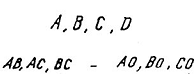 A, B, C, D
AB, AC, BC – AO, BO, CO